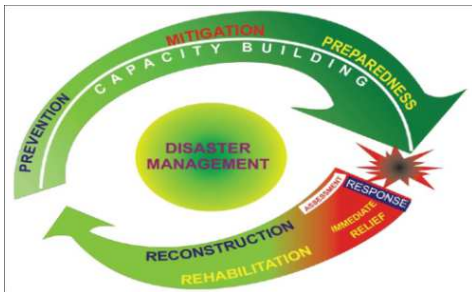 PREVENTION
MITIGATION
PREPAREDNESS
CAPACITY BUILDING
DISASTER
MANAGEMENT
RESPONSE
ASSESSMENT
IMMEDIATE
RELIEF
RECONSTRUCTION
REHABILITATION